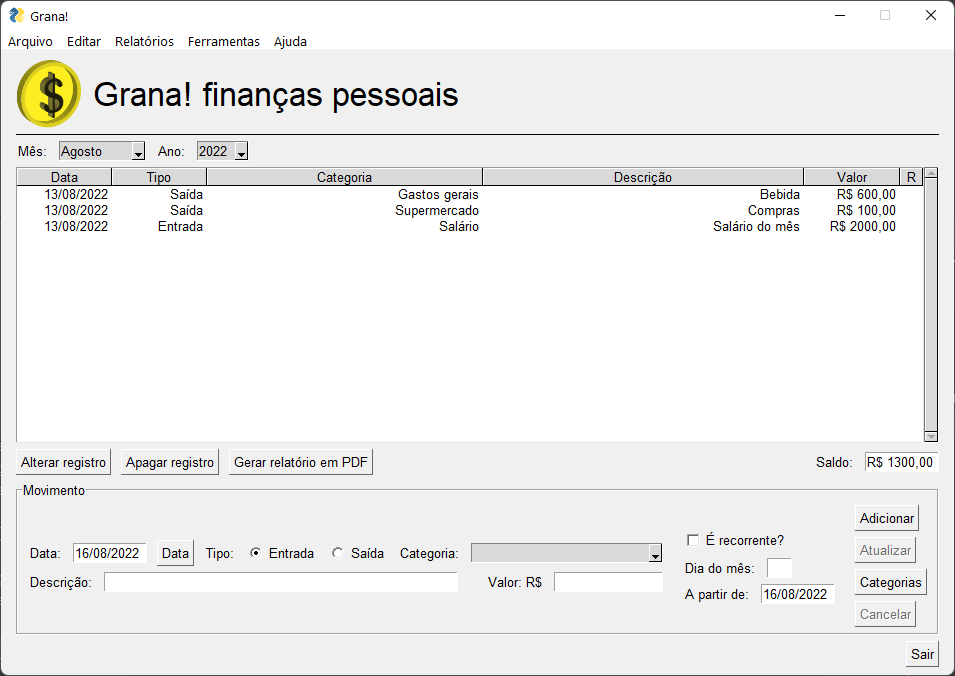 Grana!
Arquivo Editar Relatórios Ferramentas Ajuda
$ Grana! finanças pessoais
Mês: Agosto Ano: 2022
Data Tipo Categoria Descrição Valor R
13/08/2022 Saída Gastos gerais Bebida R$ 600,00
13/08/2022 Saída Supermercado Compras R$ 100,00
13/08/2022 Entrada Salário Salário do mês R$ 2000,00
Alterar registro Apagar registro Gerar relatório em PDF Saldo: R$ 1300,00
Movimento
Adicionar
É recorrente?
Data: 16/08/2022 Data Tipo: Entrada Saída Categoria: Atualizar
Dia do mês:
Descrição: Valor: R$ Categorias
A partir de: 16/08/2022
Cancelar
Sair